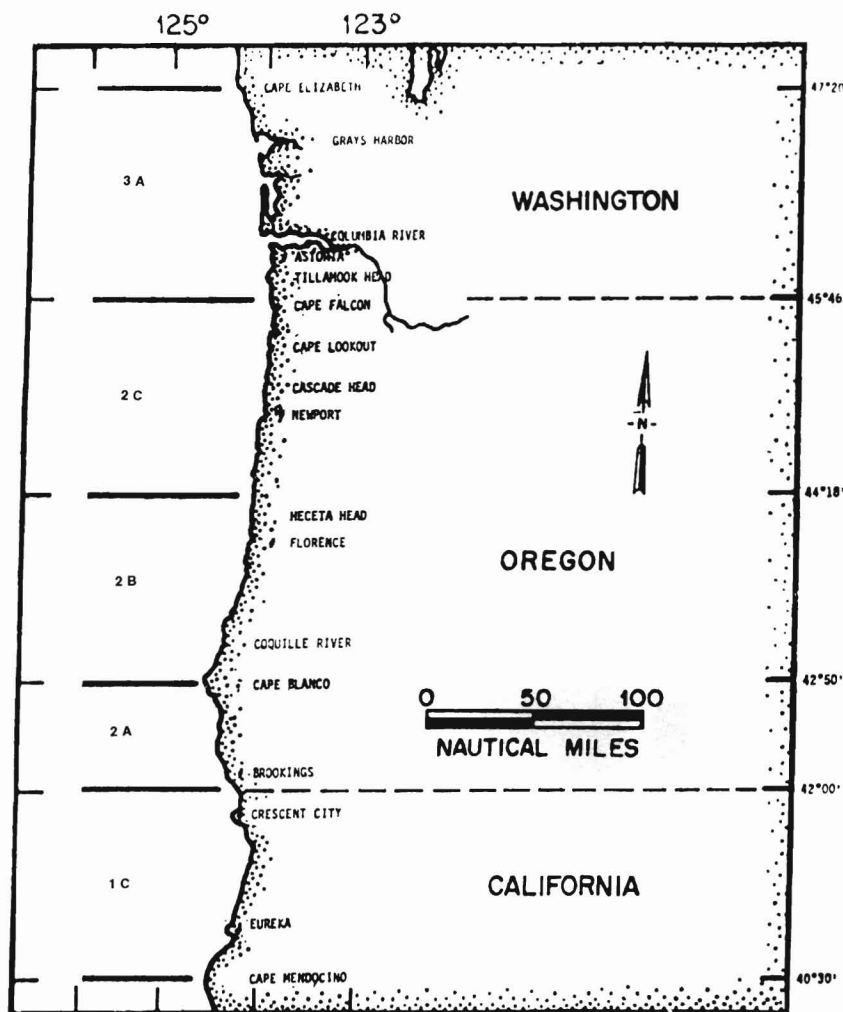 125° 123°
CAPE ELIZABETH
47°20
GRAYS HARBOR
3 A
WASHINGTON
COLUMBIA RIVER
ASTORIA
TILLAMOOK HEAD
CAPE FALCON
45°46
CAPE LOOKOUT
2 C
CASCADE HEAD
NEWPORT
-N-
44°18'
HECETA HEAD
FLORENCE
2 B
OREGON
COQUILLE RIVER
CAPE BLANCO
42°50'
0 50 100
NAUTICAL MILES
2 A
BROOKINGS
42°00'
CRESCENT CITY
1 C
CALIFORNIA
EUREKA
CAPE MENDOCINO
40°30'